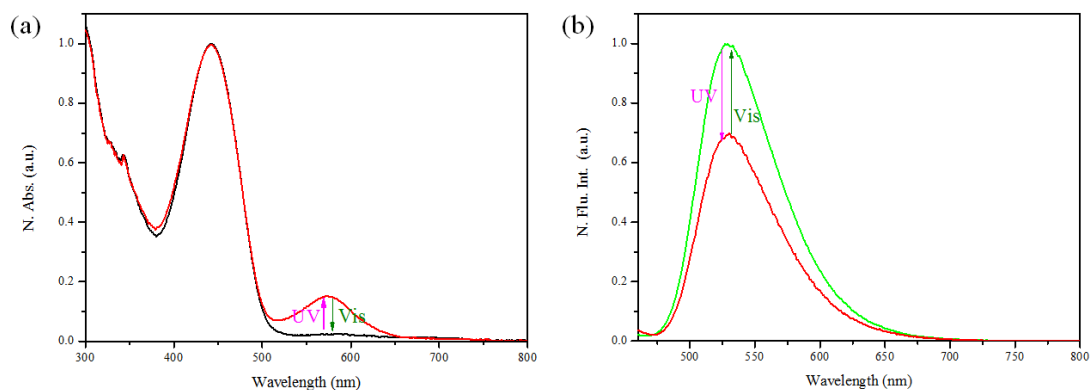 (a)
N. Abs. (a.u.)
1.0
0.8
0.6
0.4
0.2
0.0
UV
Vis
300 400 500 600 700 800
Wavelength (nm)
(b)
N. Flu. Int. (a.u.)
1.0
0.8
0.6
0.4
0.2
0.0
UV
Vis
500 550 600 650 700 750 800
Wavelength (nm)